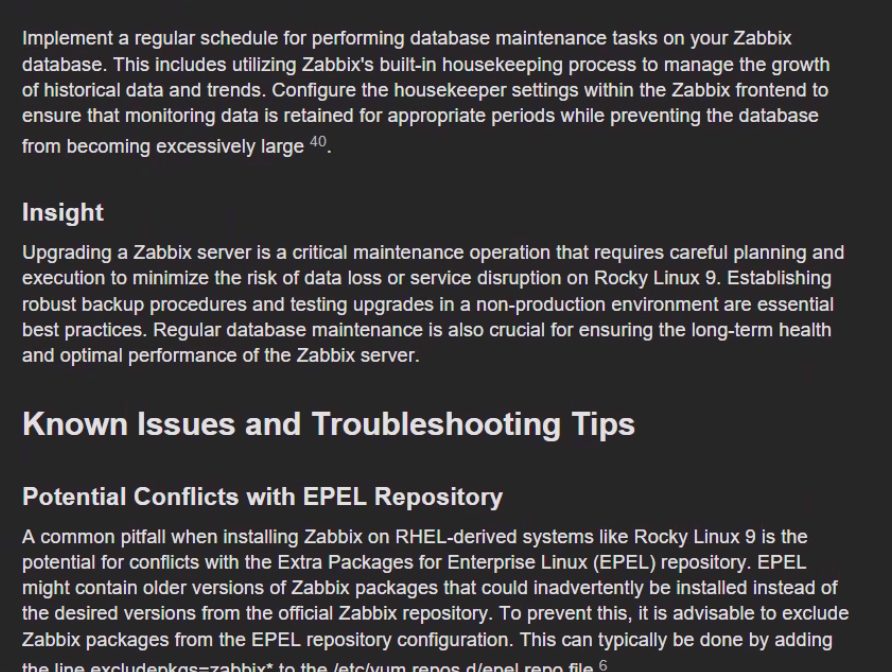 Implement a regular schedule for performing database maintenance tasks on your Zabbix
database. This includes utilizing Zabbix's built-in housekeeping process to manage the growth
of historical data and trends. Configure the housekeeper settings within the Zabbix frontend to
ensure that monitoring data is retained for appropriate periods while preventing the database
from becoming excessively large 40.
Insight
Upgrading a Zabbix server is a critical maintenance operation that requires careful planning and
execution to minimize the risk of data loss or service disruption on Rocky Linux 9. Establishing
robust backup procedures and testing upgrades in a non-production environment are essential
best practices. Regular database maintenance is also crucial for ensuring the long-term health
and optimal performance of the Zabbix server.
Known Issues and Troubleshooting Tips
Potential Conflicts with EPEL Repository
A common pitfall when installing Zabbix on RHEL-derived systems like Rocky Linux 9 is the
potential for conflicts with the Extra Packages for Enterprise Linux (EPEL) repository. EPEL
might contain older versions of Zabbix packages that could inadvertently be installed instead of
the desired versions from the official Zabbix repository. To prevent this, it is advisable to exclude
Zabbix packages from the EPEL repository configuration. This can typically be done by adding
the line excludepkgs=zabbix* to the /etc/yum.repos.d/epel.repo file 6